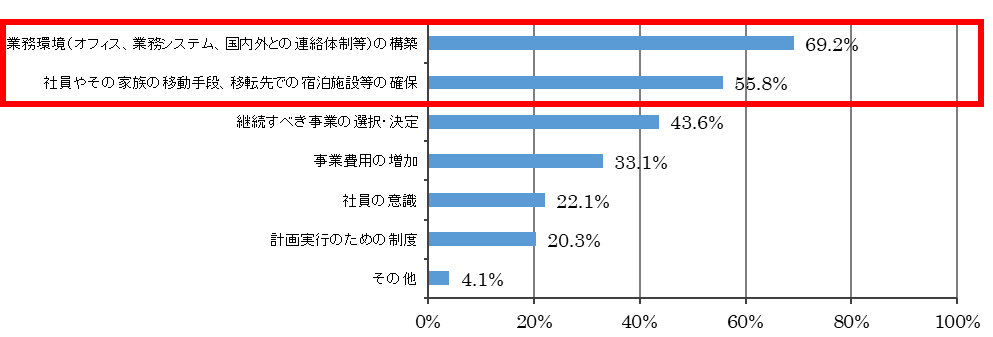 業務環境(オフィス、業務システム、国内外との連絡体制等)の構築
69.2%
社員やその家族の移動手段、移転先での宿泊施設等の確保
55.8%
継続すべき事業の選択・決定
43.6%
事業費用の増加
33.1%
社員の意識
22.1%
計画実行のための制度
20.3%
その他
4.1%
0% 20% 40% 60% 80% 100%